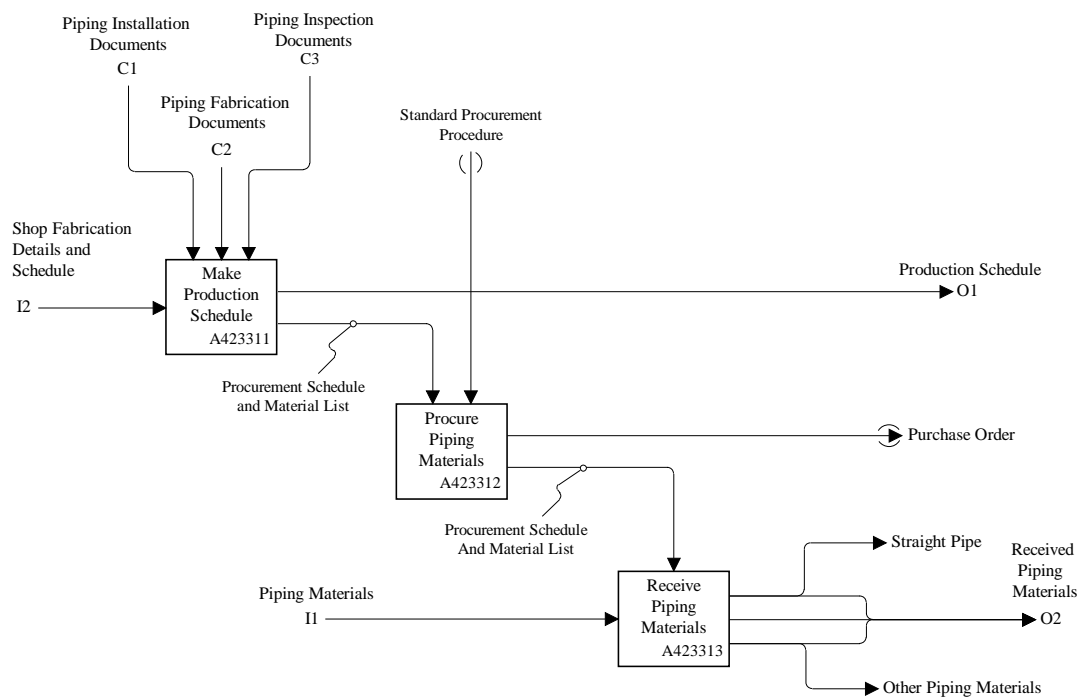 Piping Installation
Documents
C1
Piping Inspection
Documents
C3
Piping Fabrication
Documents
C2
Standard Procurement
Procedure
Shop Fabrication
Details and
Schedule
I2
Make
Production
Schedule
A423311
Production Schedule
O1
Procurement Schedule
and Material List
Procure
Piping
Materials
A423312
Purchase Order
Procurement Schedule
And Material List
Straight Pipe
Received
Piping
Materials
O2
Piping Materials
I1
Receive
Piping
Materials
A423313
Other Piping Materials